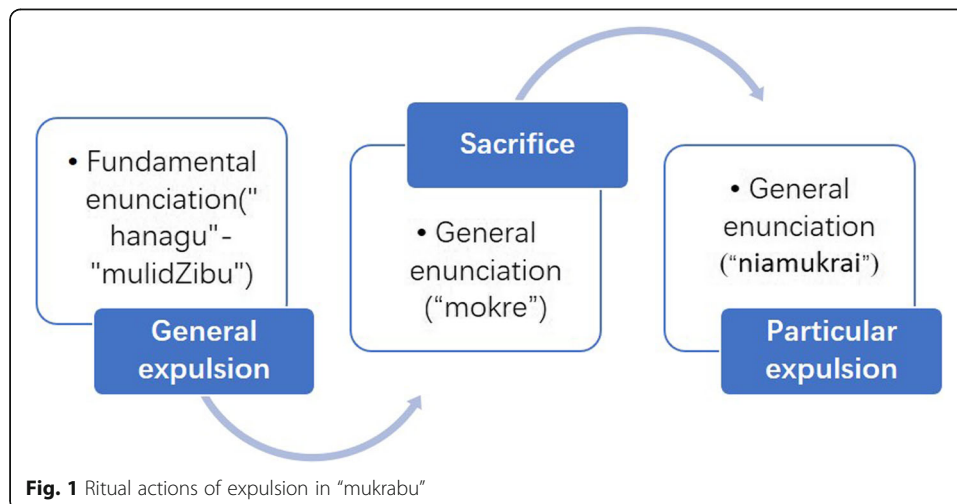 • Fundamental
enunciation("
hanagu"-
"mulidZibu")
General
expulsion
Sacrifice
• General
enunciation
(“mokre”)
• General
enunciation
(“niamukrai”)
Particular
expulsion
Fig. 1 Ritual actions of expulsion in “mukrabu”